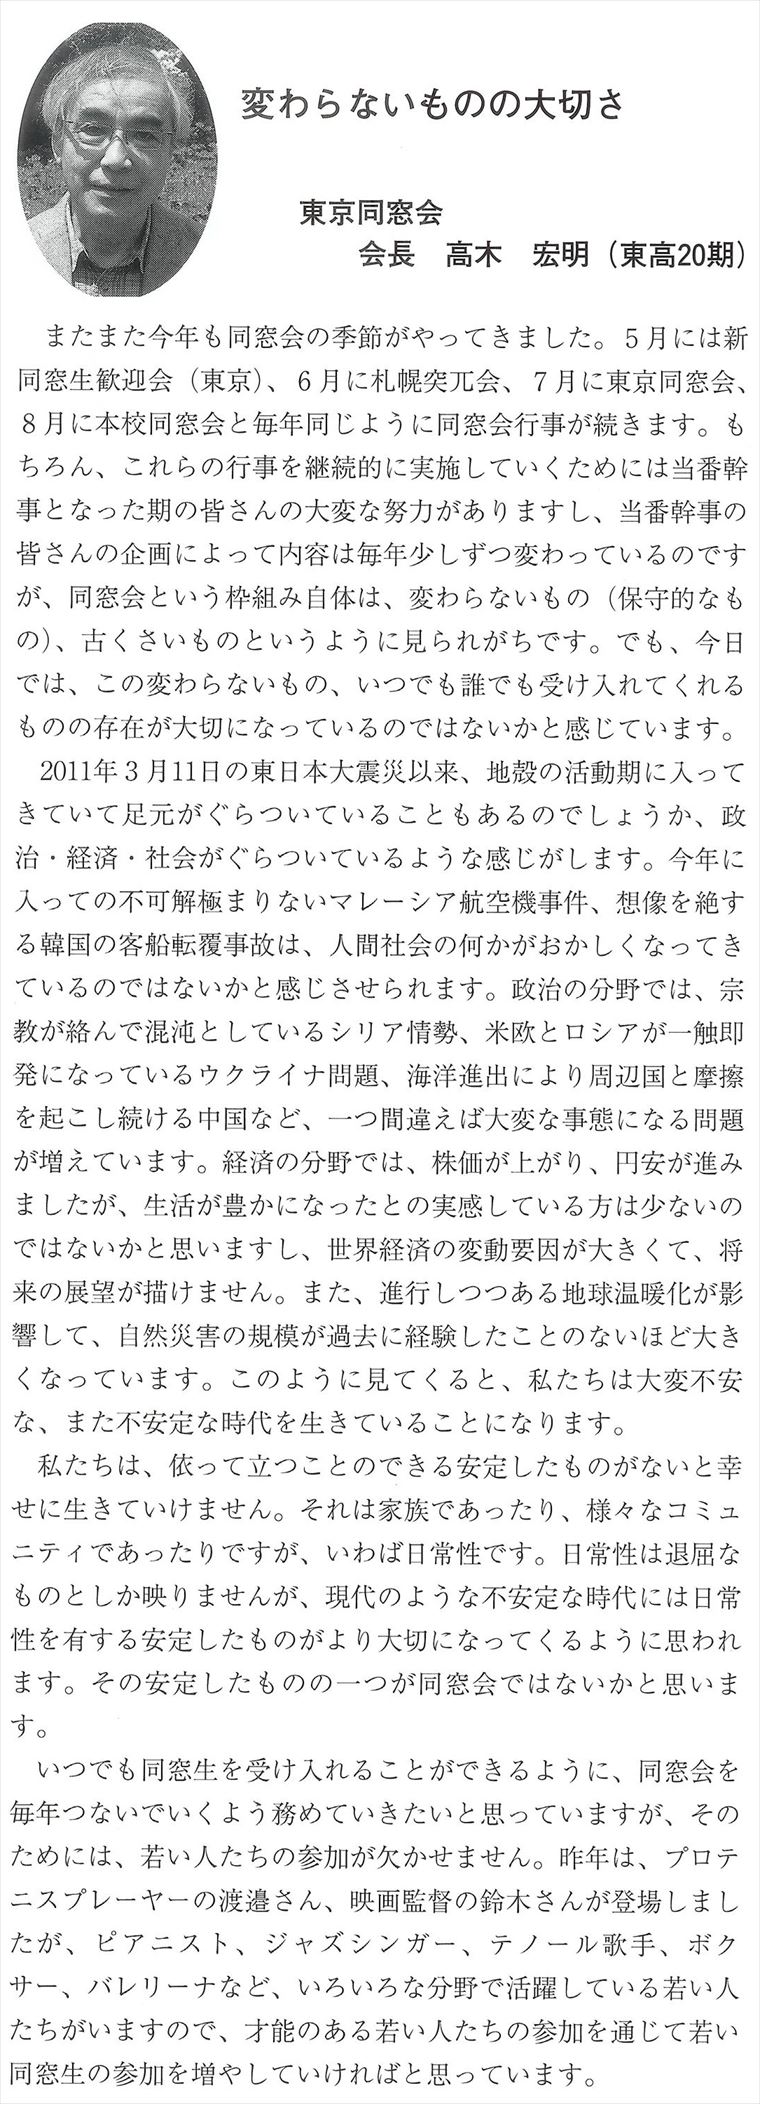 変わらないものの大切さ
東京同窓会
会長　高木　宏明（東高20期）
　またまた今年も同窓会の季節がやってきました。５月には新
同窓生歓迎会（東京）、６月に札幌突兀会、７月に東京同窓会、
８月に本校同窓会と毎年同じように同窓会行事が続きます。も
ちろん、これらの行事を継続的に実施していくためには当番幹
事となった期の皆さんの大変な努力がありますし、当番幹事の
皆さんの企画によって内容は毎年少しずつ変わっているのです
が、同窓会という枠組み自体は、変わらないもの（保守的なも
の）、古くさいものというように見られがちです。でも、今日
では、この変わらないもの、いつでも誰でも受け入れてくれる
ものの存在が大切になっているのではないかと感じています。
　2011年３月11日の東日本大震災以来、地殻の活動期に入って
きていて足元がぐらついていることもあるのでしょうか、政
治・経済・社会がぐらついているような感じがします。今年に
入っての不可解極まりないマレーシア航空機事件、想像を絶す
る韓国の客船転覆事故は、人間社会の何かがおかしくなってき
ているのではないかと感じさせられます。政治の分野では、宗
教が絡んで混沌としているシリア情勢、米欧とロシアが一触即
発になっているウクライナ問題、海洋進出により周辺国と摩擦
を起こし続ける中国など、一つ間違えば大変な事態になる問題
が増えています。経済の分野では、株価が上がり、円安が進み
ましたが、生活が豊かになったとの実感している方は少ないの
ではないかと思いますし、世界経済の変動要因が大きくて、将
来の展望が描けません。また、進行しつつある地球温暖化が影
響して、自然災害の規模が過去に経験したことのないほど大き
くなっています。このように見てくると、私たちは大変不安
な、また不安定な時代を生きていることになります。
　私たちは、依って立つことのできる安定したものがないと幸
せに生きていけません。それは家族であったり、様々なコミュ
ニティであったりですが、いわば日常性です。日常性は退屈な
ものとしか映りませんが、現代のような不安定な時代には日常
性を有する安定したものがより大切になってくるように思われ
ます。その安定したものの一つが同窓会ではないかと思いま
す。
　いつでも同窓生を受け入れることができるように、同窓会を
毎年つないでいくよう務めていきたいと思っていますが、その
ためには、若い人たちの参加が欠かせません。昨年は、プロテ
ニスプレーヤーの渡邉さん、映画監督の鈴木さんが登場しまし
たが、ピアニスト、ジャズシンガー、テノール歌手、ボク
サー、バレリーナなど、いろいろな分野で活躍している若い人
たちがいますので、才能のある若い人たちの参加を通じて若い
同窓生の参加を増やしていければと思っています。